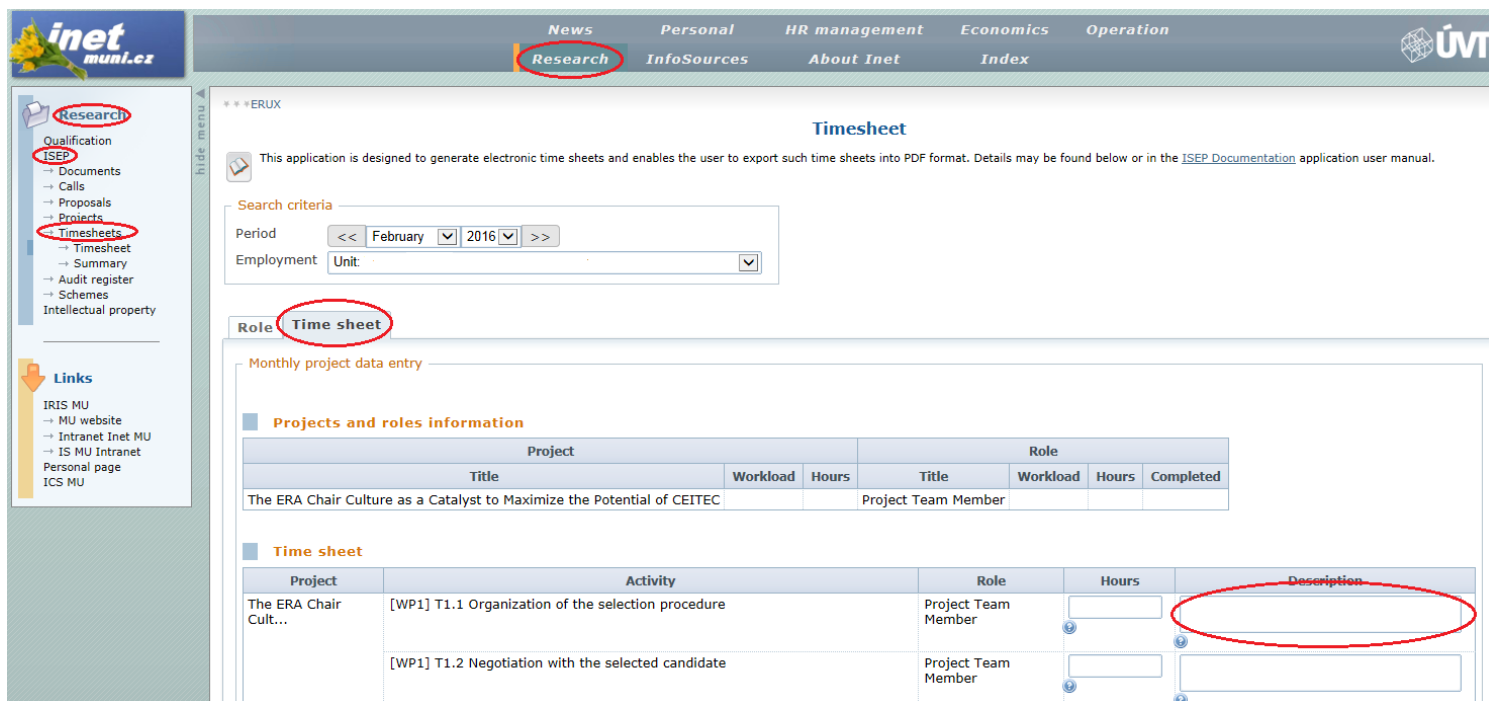 inet
muni.cz
News Personal HR management Economics Operation
Research InfoSources About Inet Index
ÚVT
hide menu
Research
Qualification
ISEP
→ Documents
→ Calls
→ Proposals
→ Projects
→ Timesheets
→ Timesheet
→ Summary
→ Audit register
→ Schemes
Intellectual property
Links
IRIS MU
→ MU website
→ Intranet Inet MU
→ IS MU Intranet
Personal page
ICS MU
* * *ERUX
Timesheet
This application is designed to generate electronic time sheets and enables the user to export such time sheets into PDF format. Details may be found below or in the ISEP Documentation application user manual.
Search criteria
Period << February 2016 >>
Employment Unit:
Role Time sheet
Monthly project data entry
Projects and roles information
Project Role
Title Workload Hours Title Workload Hours Completed
The ERA Chair Culture as a Catalyst to Maximize the Potential of CEITEC Project Team Member
Time sheet
Project Activity Role Hours Description
The ERA Chair [WP1] T1.1 Organization of the selection procedure Project Team
Cult... Member
[WP1] T1.2 Negotiation with the selected candidate Project Team
Member